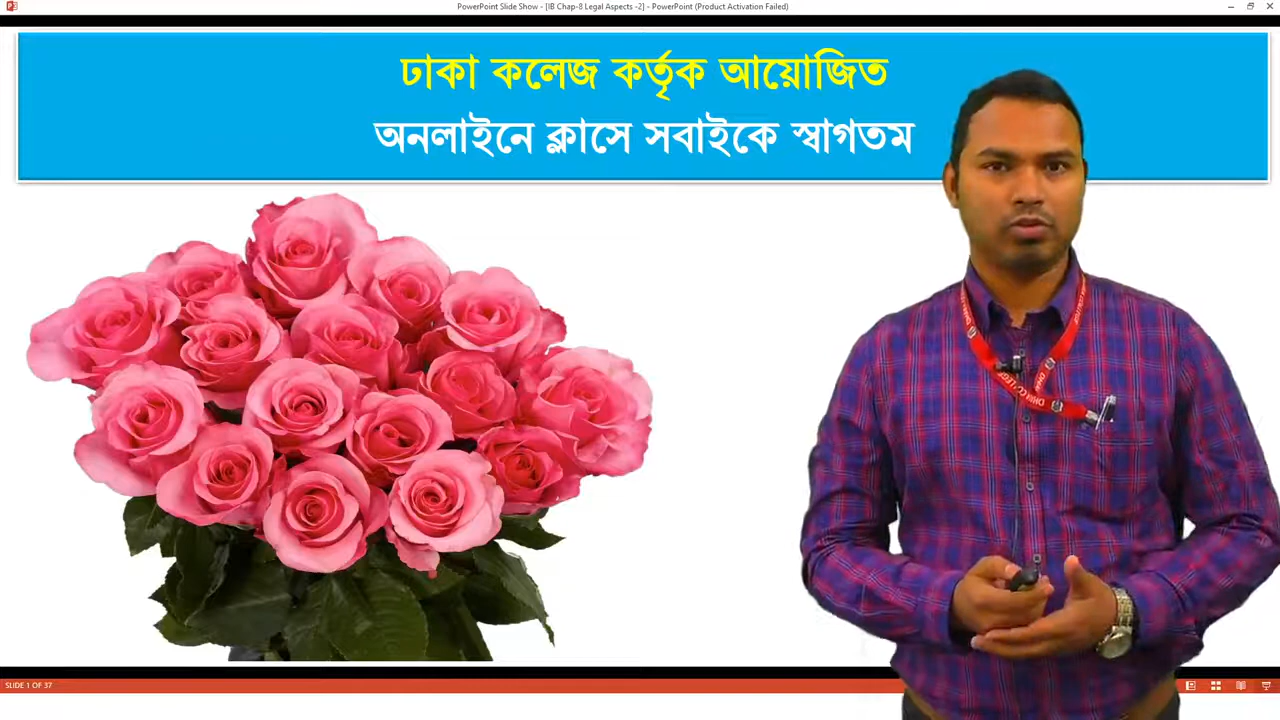 PowerPoint Slide Show - [IB Chap-8 Legal Aspects -2] - PowerPoint (Product Activation Failed)
ঢাকা কলেজ কর্তৃক আয়োজিত
অনলাইনে ক্লাসে সবাইকে স্বাগতম
SLIDE 1 OF 37